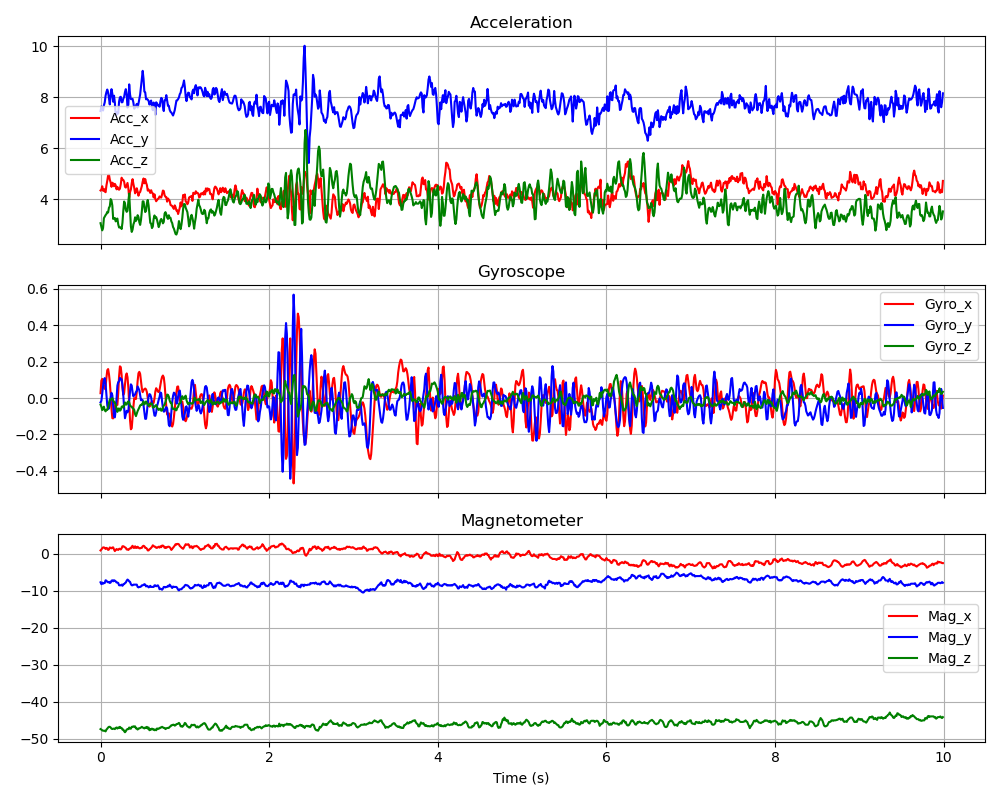 Acceleration
10
8
6
4
Acc_x
Acc_y
Acc_z
Gyroscope
0.6
0.4
0.2
0.0
−0.2
−0.4
Gyro_x
Gyro_y
Gyro_z
Magnetometer
0
−10
−20
−30
−40
−50
Mag_x
Mag_y
Mag_z
0 2 4 6 8 10
Time (s)